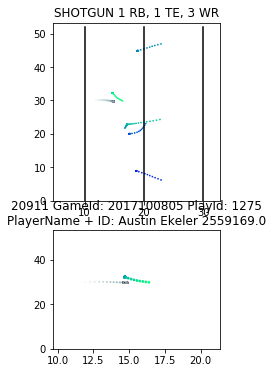 SHOTGUN 1 RB, 1 TE, 3 WR
50
40
30
20
10
0
10 20 30
20911 GameId: 2017100805 PlayId: 1275
PlayerName + ID: Austin Ekeler 2559169.0
40
20
0
10.0 12.5 15.0 17.5 20.0